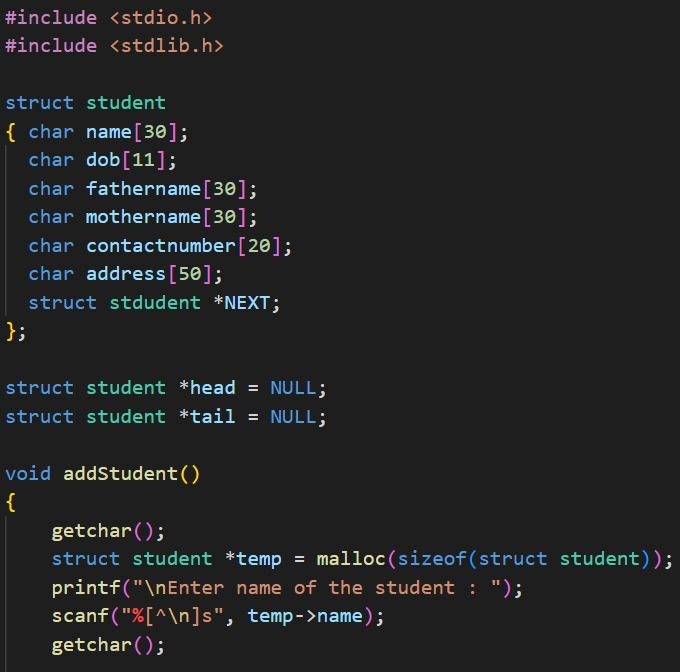 #include <stdio.h>
#include <stdlib.h>
struct student
{ char name[30];
char dob[11];
char fathername[30];
char mothername[30];
char contactnumber[20];
char address[50];
struct stdudent *NEXT;
};
struct student *head = NULL;
struct student *tail = NULL;
void addStudent()
{
getchar();
struct student *temp = malloc(sizeof(struct student));
printf("\nEnter name of the student : ");
scanf("%[^\n]s", temp->name);
getchar();